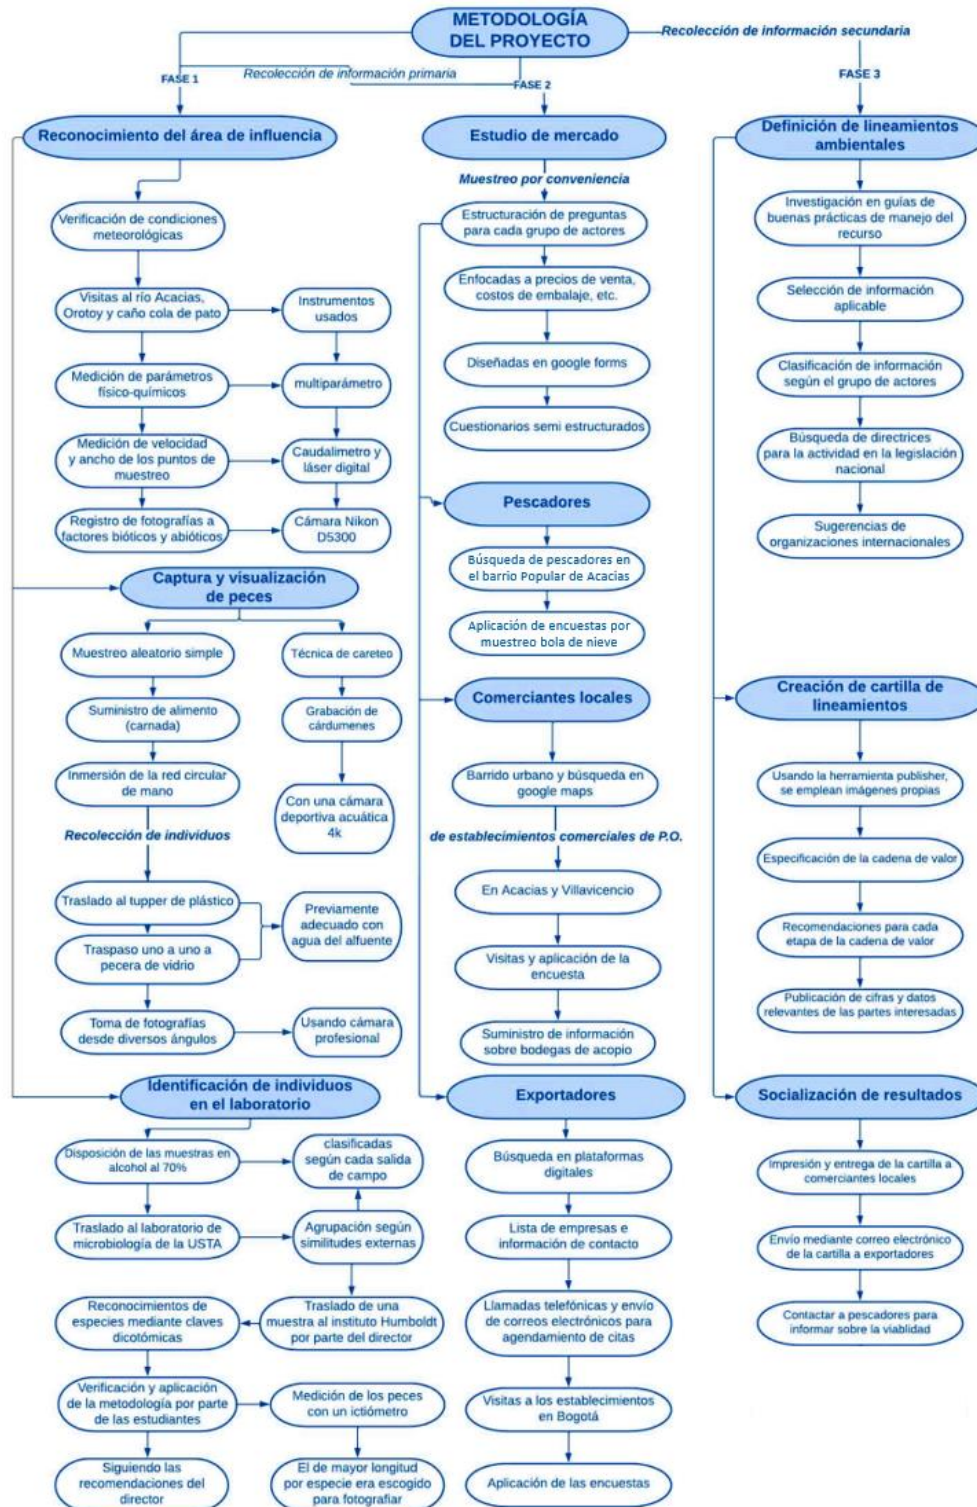 METODOLOGÍA
DEL PROYECTO
Recolección de información secundaria
Recolección de información primaria
FASE 1
FASE 2
FASE 3
Reconocimiento del área de influencia
Verificación de condiciones
meteorológicas
Visitas al río Acacias,
Orotoy y caño cola de pato
Instrumentos
usados
Medición de parámetros
físico-químicos
multiparámetro
Medición de velocidad
y ancho de los puntos de
muestreo
Caudalimetro y
láser digital
Registro de fotografías a
factores bióticos y abióticos
Cámara Nikon
D5300
Captura y visualización
de peces
Muestreo aleatorio simple
Técnica de careteo
Suministro de alimento
(carnada)
Grabación de
cárdumenes
Inmersión de la red circular
de mano
Con una cámara
deportiva acuática
4k
Recolección de individuos
Traslado al tupper de plástico
Previamente
adecuado con
agua del alfuente
Traspaso uno a uno a
pecera de vidrio
Toma de fotografías
desde diversos ángulos
Usando cámara
profesional
Identificación de individuos
en el laboratorio
Disposición de las muestras en
alcohol al 70%
clasificadas
según cada salida
de campo
Traslado al laboratorio de
microbiología de la USTA
Agrupación según
similitudes externas
Reconocimientos de
especies mediante claves
dicotómicas
Traslado de una
muestra al instituto Humboldt
por parte del director
Verificación y aplicación
de la metodología por parte
de las estudiantes
Medición de los peces
con un ictiómetro
Siguiendo las
recomendaciones del
director
El de mayor longitud
por especie era escogido
para fotografiar
Estudio de mercado
Muestreo por conveniencia
Estructuración de preguntas
para cada grupo de actores
Enfocadas a precios de venta,
costos de embalaje, etc.
Diseñadas en google forms
Cuestionarios semi estructurados
Pescadores
Búsqueda de pescadores en
el barrio Popular de Acacias
Aplicación de encuestas por
muestreo bola de nieve
Comerciantes locales
Barrido urbano y búsqueda en
google maps
de establecimientos comerciales de P.O.
En Acacias y Villavicencio
Visitas y aplicación de la
encuesta
Suministro de información
sobre bodegas de acopio
Exportadores
Búsqueda en plataformas
digitales
Lista de empresas e
información de contacto
Llamadas telefónicas y envío
de correos electrónicos para
agendamiento de citas
Visitas a los establecimientos
en Bogotá
Aplicación de las encuestas
Definición de lineamientos
ambientales
Investigación en guías de
buenas prácticas de manejo del
recurso
Selección de información
aplicable
Clasificación de información
según el grupo de actores
Búsqueda de directrices
para la actividad en la legislación
nacional
Sugerencias de
organizaciones internacionales
Creación de cartilla de
lineamientos
Usando la herramienta publisher,
se emplean imágenes propias
Especificación de la cadena de valor
Recomendaciones para cada
etapa de la cadena de valor
Publicación de cifras y datos
relevantes de las partes interesadas
Socialización de resultados
Impresión y entrega de la cartilla a
comerciantes locales
Envío mediante correo electrónico
de la cartilla a exportadores
Contactar a pescadores para
informar sobre la viablidad